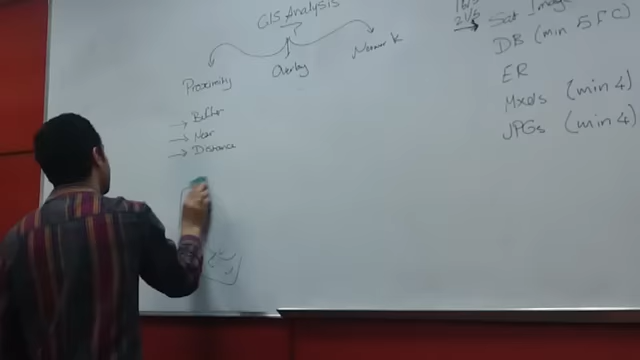 GIS Analysis
Proximity
Overlay
Buffer
Near
Distance
Sat Image
DB (min 5 FC)
ER
Mxds (min 4)
JPGs (min 4)